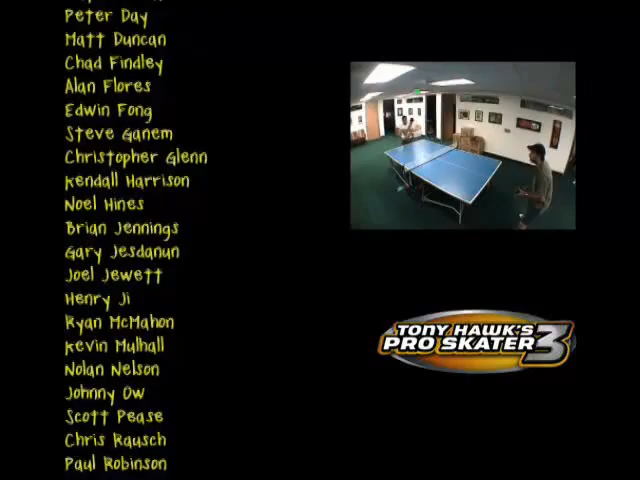 Peter Day
Matt Duncan
Chad Findley
Alan Flores
Edwin Fong
Steve Ganem
Christopher Glenn
Kendall Harrison
Noel Hines
Brian Jennings
Gary Jesdanun
Joel Jewett
Henry Ji
Ryan McMahon
Kevin Mulhall
Nolan Nelson
Johnny Ow
Scott Pease
Chris Rausch
Paul Robinson
TONY HAWK'S
PRO SKATER 3